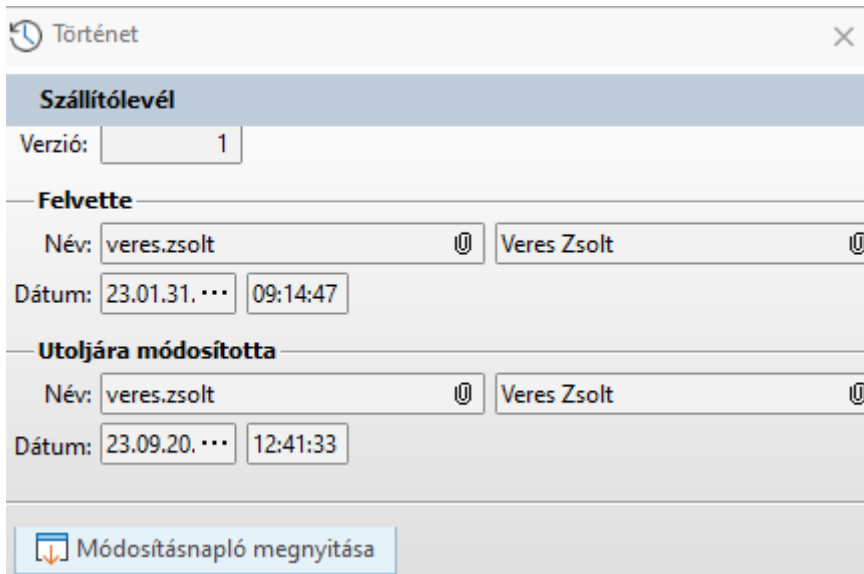 Történet
Szállítólevél
Verzió: 1
Felvette
Név: veres.zsolt Veres Zsolt
Dátum: 23.01.31. ··· 09:14:47
Utoljára módosította
Név: veres.zsolt Veres Zsolt
Dátum: 23.09.20. ··· 12:41:33
Módosításnapló megnyitása